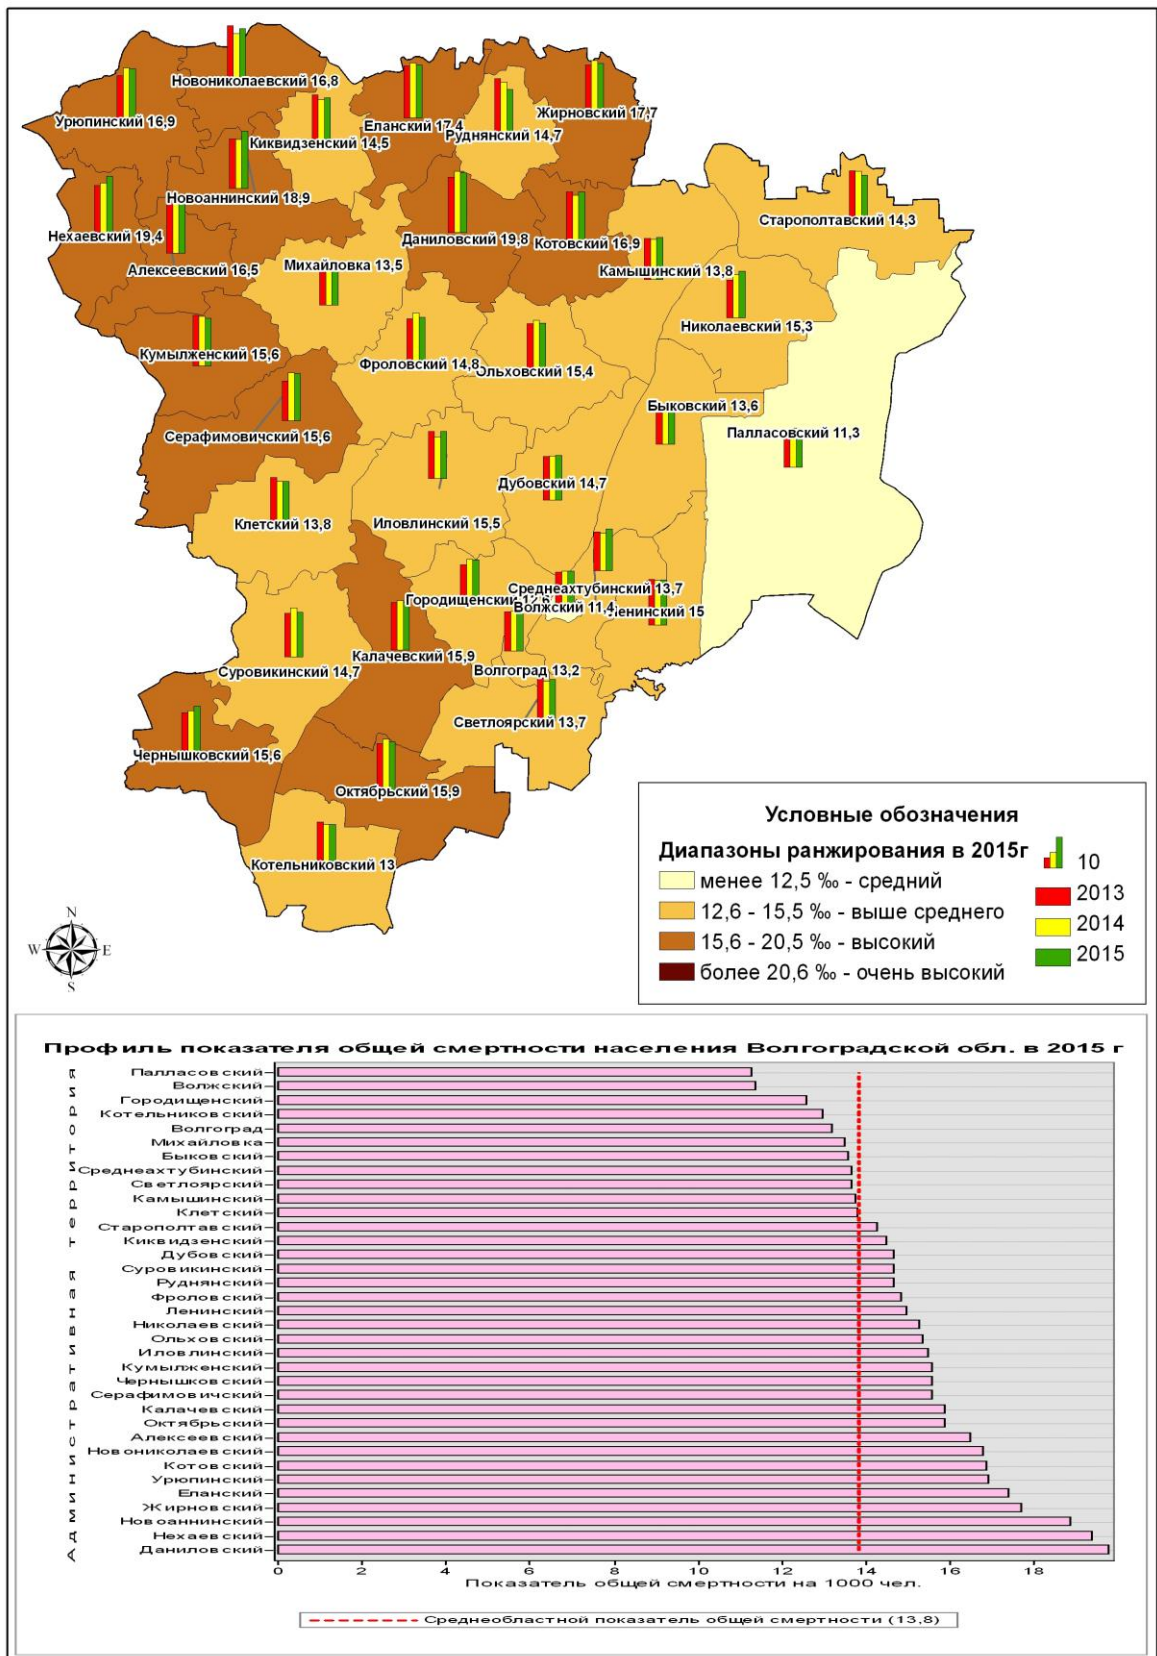 Новониколаевский 16,8
Урюпинский 16,9
Киквидзенский 14,5
Еланский 17,4
Руднянский 14,7
Жирновский 17,7
Новоаннинский 18,9
Нехаевский 19,4
Алексеевский 16,5
Даниловский 19,8
Котовский 16,9
Старополтавский 14,3
Михайловка 13,5
Камышинский 13,8
Николаевский 15,3
Кумылженский 15,6
Фроловский 14,8
Ольховский 15,4
Серафимовичский 15,6
Быковский 13,6
Палласовский 11,3
Клетский 13,8
Иловлинский 15,5
Дубовский 14,7
Среднеахтубинский 13,7
Городищенский
Волжский 11,4
Ленинский 15
Суровикинский 14,7
Калачевский 15,9
Волгоград 13,2
Светлоярский 13,7
Чернышковский 15,6
Октябрьский 15,9
Котельниковский 13
N
W E
S
Условные обозначения
Диапазоны ранжирования в 2015г
менее 12,5 ‰ - средний
12,6 - 15,5 ‰ - выше среднего
15,6 - 20,5 ‰ - высокий
более 20,6 ‰ - очень высокий
10
2013
2014
2015
Профиль показателя общей смертности населения Волгоградской обл. в 2015 г
Административная территория
Палласовский
Волжский
Городищенский
Котельниковский
Волгоград
Михайловка
Быковский
Среднеахтубинский
Светлоярский
Камышинский
Клетский
Старополтавский
Киквидзенский
Дубовский
Суровикинский
Руднянский
Фроловский
Ленинский
Николаевский
Ольховский
Иловлинский
Кумылженский
Чернышковский
Серафимовичский
Калачевский
Октябрьский
Алексеевский
Новониколаевский
Котовский
Урюпинский
Еланский
Жирновский
Новоаннинский
Нехаевский
Даниловский
0 2 4 6 8 10 12 14 16 18
Показатель общей смертности на 1000 чел.
Среднеобластной показатель общей смертности (13,8)